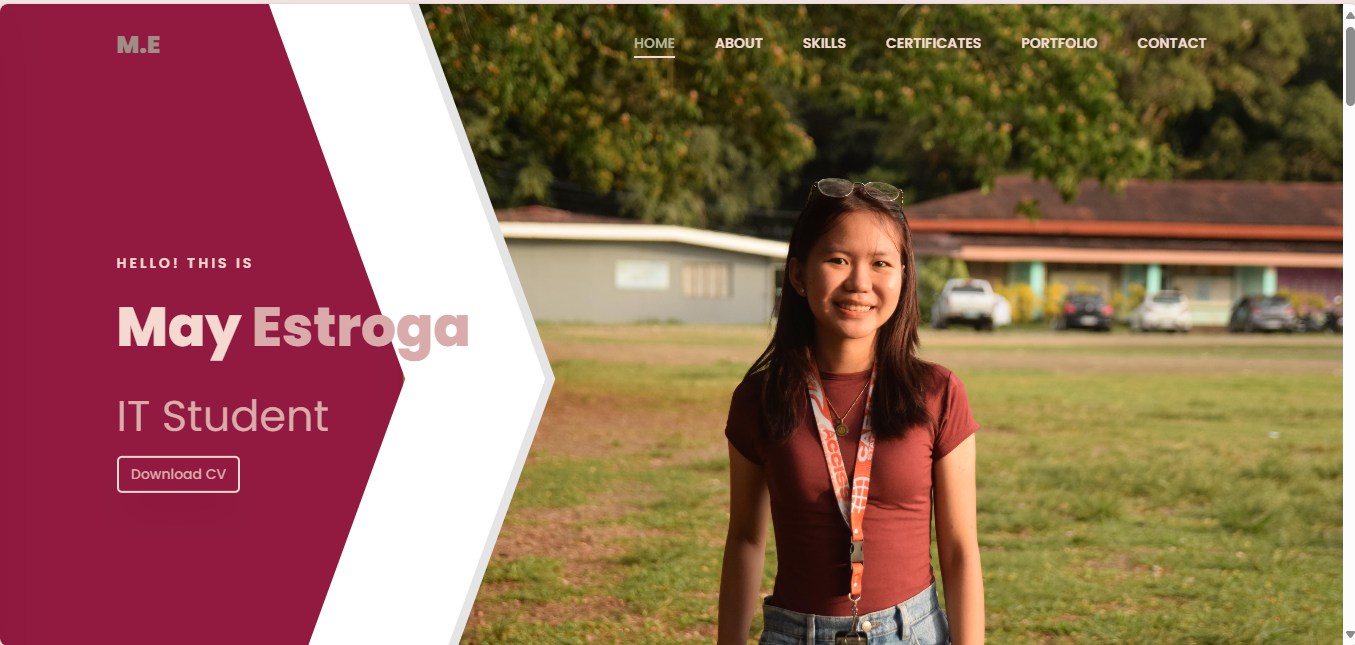 M.E
HOME ABOUT SKILLS CERTIFICATES PORTFOLIO CONTACT
HELLO! THIS IS
May Estroga
IT Student
Download CV